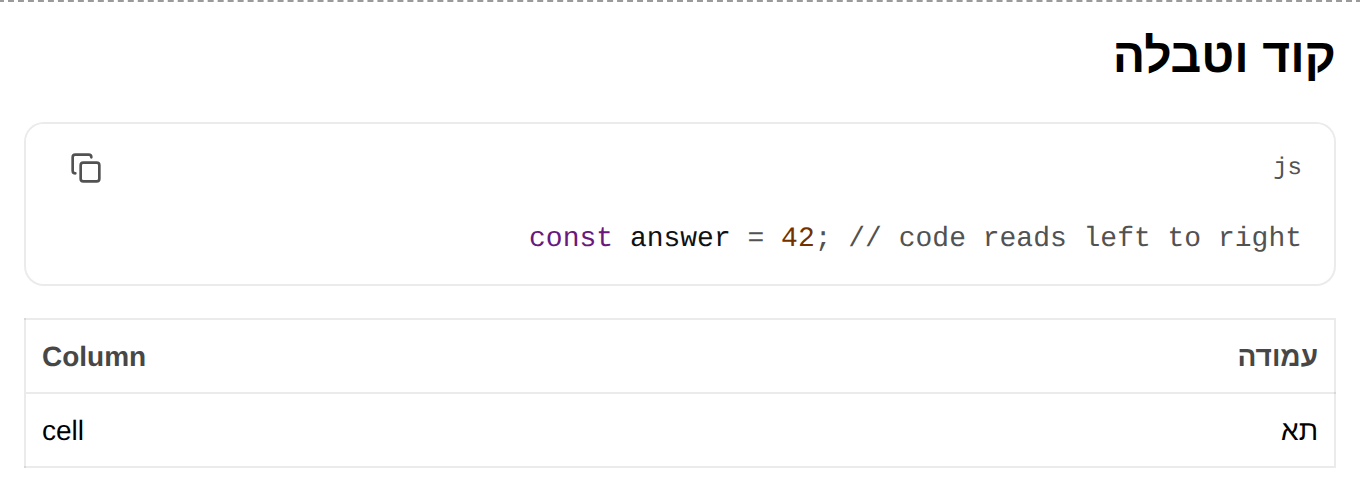 קוד וטבלה
js
const answer = 42; // code reads left to right
עמודה Column
תא cell